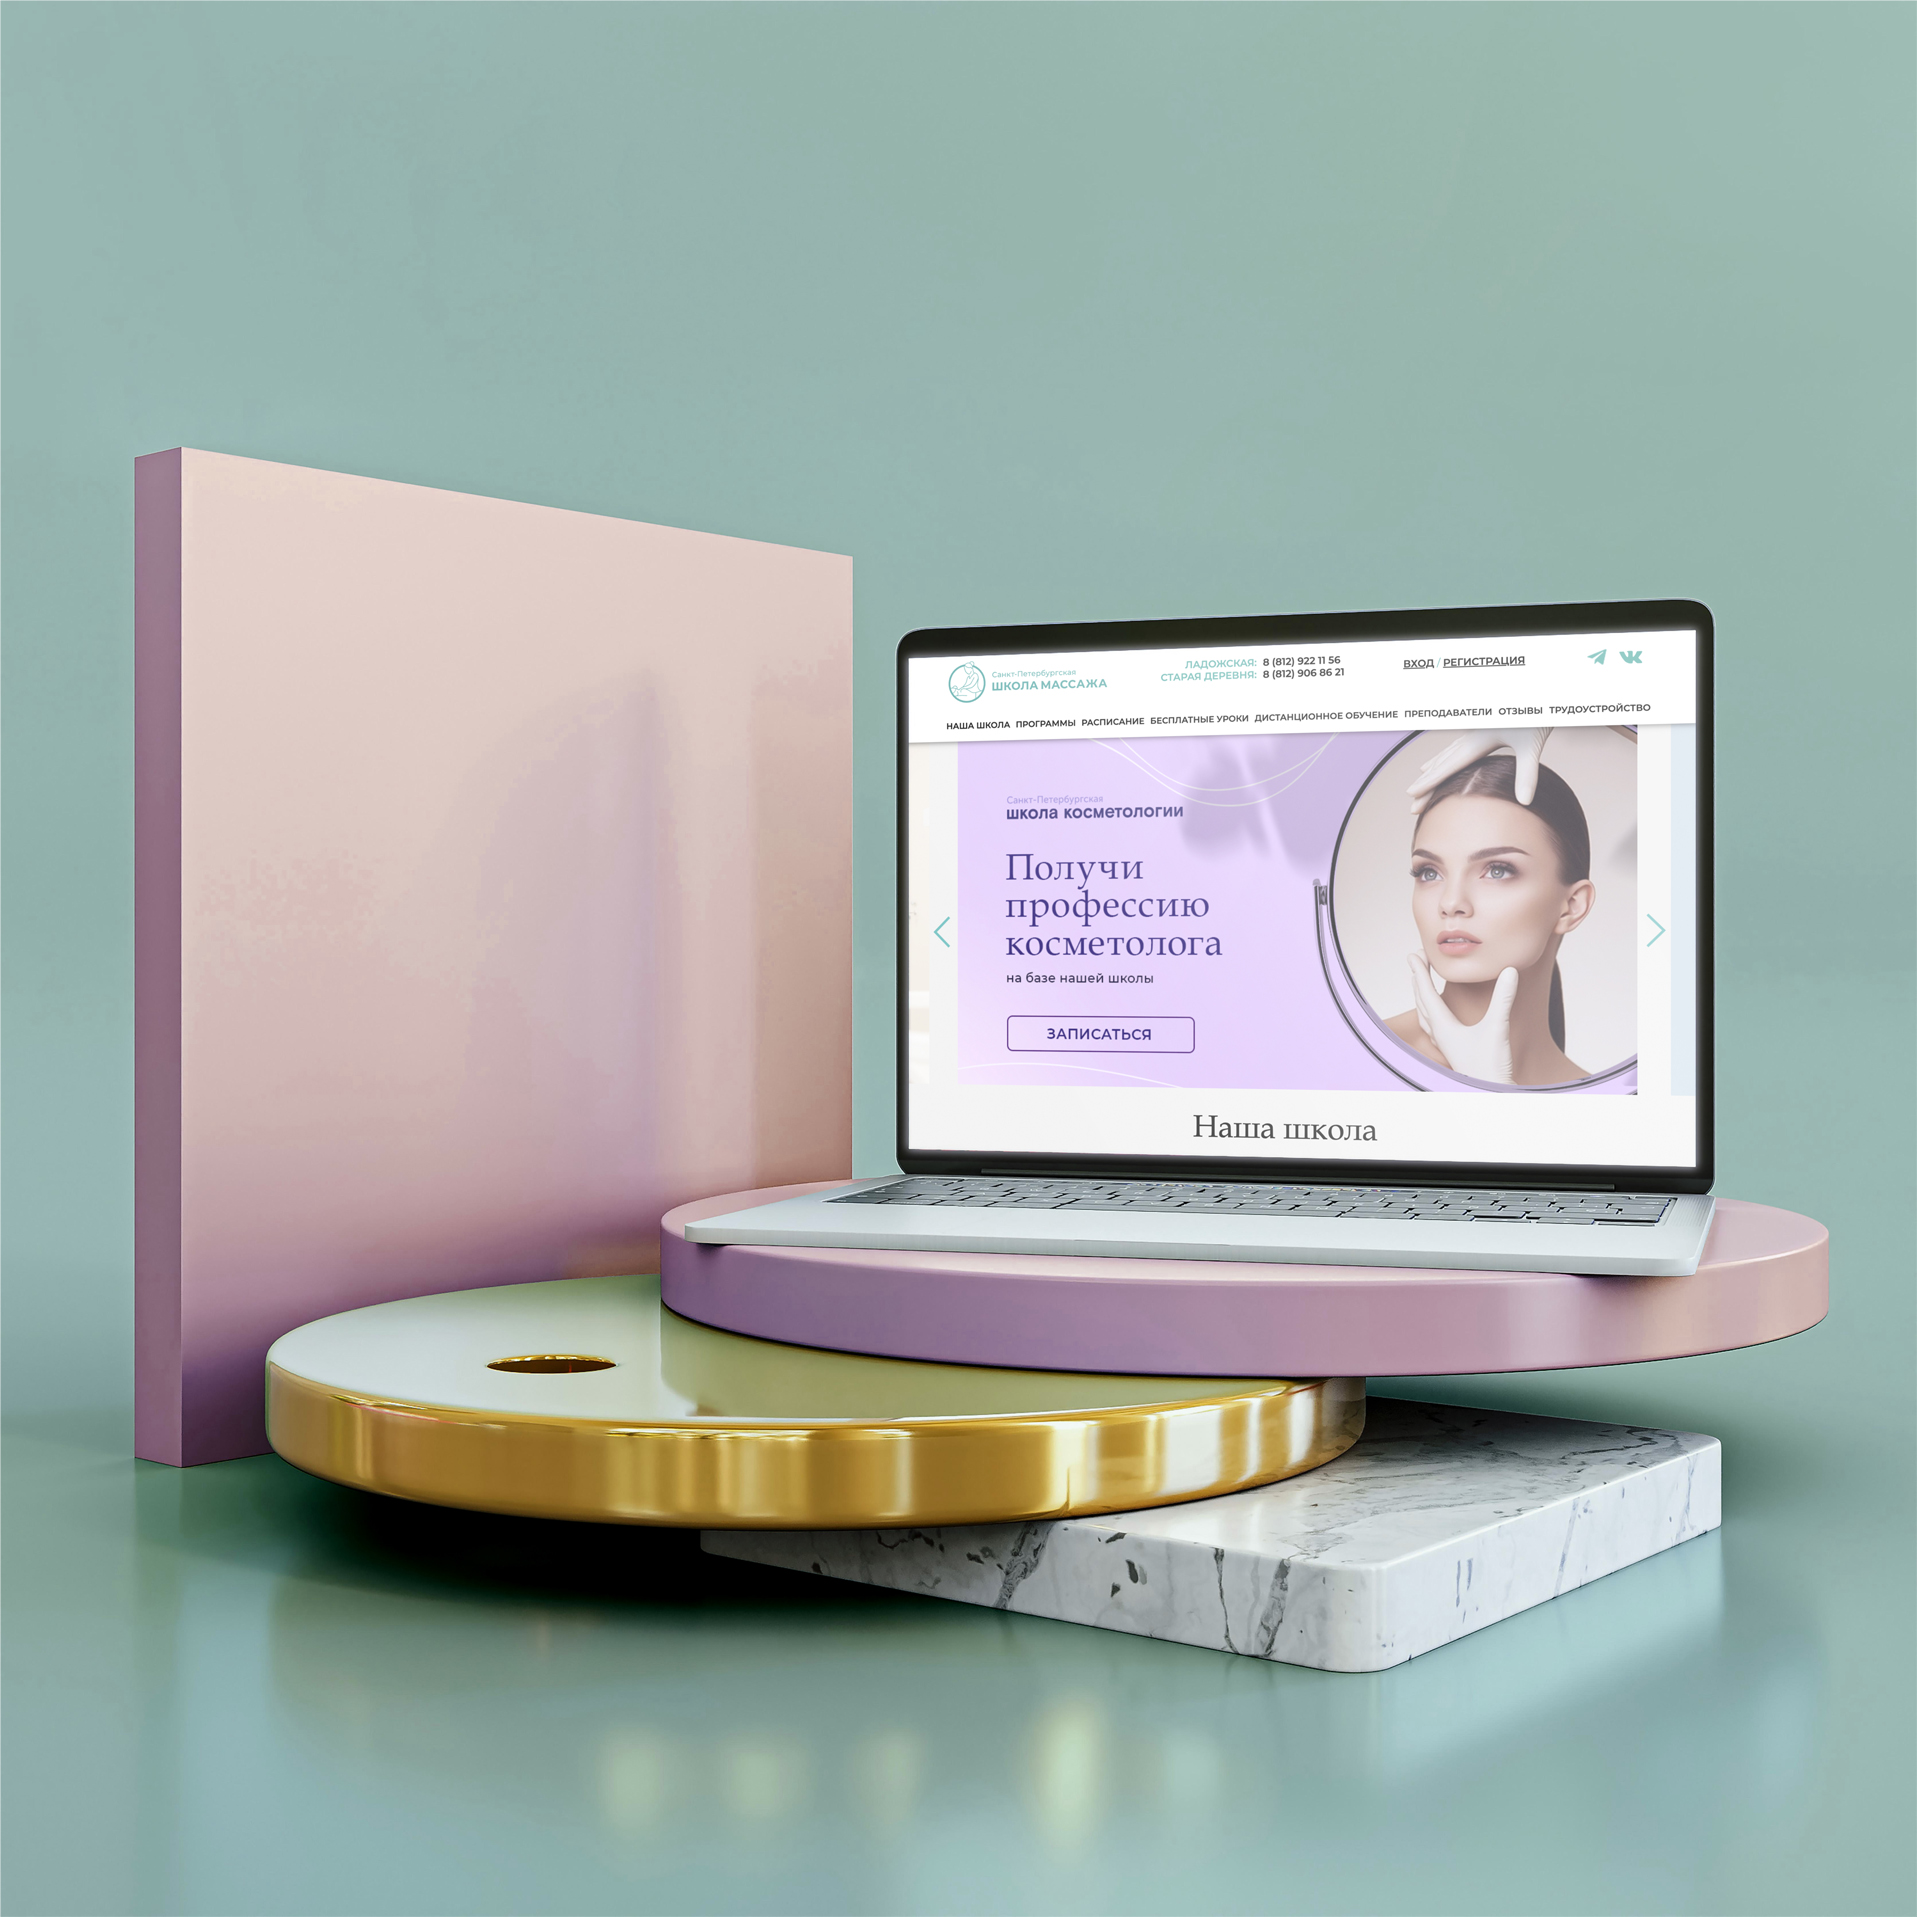 Санкт-Петербургская
ШКОЛА МАССАЖА
ЛАДОЖСКАЯ: 8 (812) 922 11 56
СТАРАЯ ДЕРЕВНЯ: 8 (812) 906 86 21
ВХОД / РЕГИСТРАЦИЯ
НАША ШКОЛА ПРОГРАММЫ РАСПИСАНИЕ БЕСПЛАТНЫЕ УРОКИ ДИСТАНЦИОННОЕ ОБУЧЕНИЕ ПРЕПОДАВАТЕЛИ ОТЗЫВЫ ТРУДОУСТРОЙСТВО
Санкт-Петербургская
школа косметологии
Получи
профессию
косметолога
на базе нашей школы
ЗАПИСАТЬСЯ
Наша школа